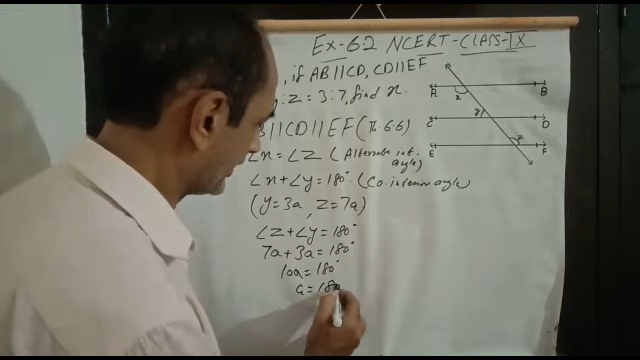 Ex-6.2 NCERT-CLASS-IX
, if AB||CD, CD||EF
: z = 3:7, find x.
B||CD||EF (Th. 6.6)
∠x = ∠z (Alternate int. angle)
∠x + ∠y = 180° (Co. interior angle)
(y = 3a, z = 7a)
∠z + ∠y = 180°
7a + 3a = 180°
10a = 180°
a = 180
A B
x
C y D
z
E F